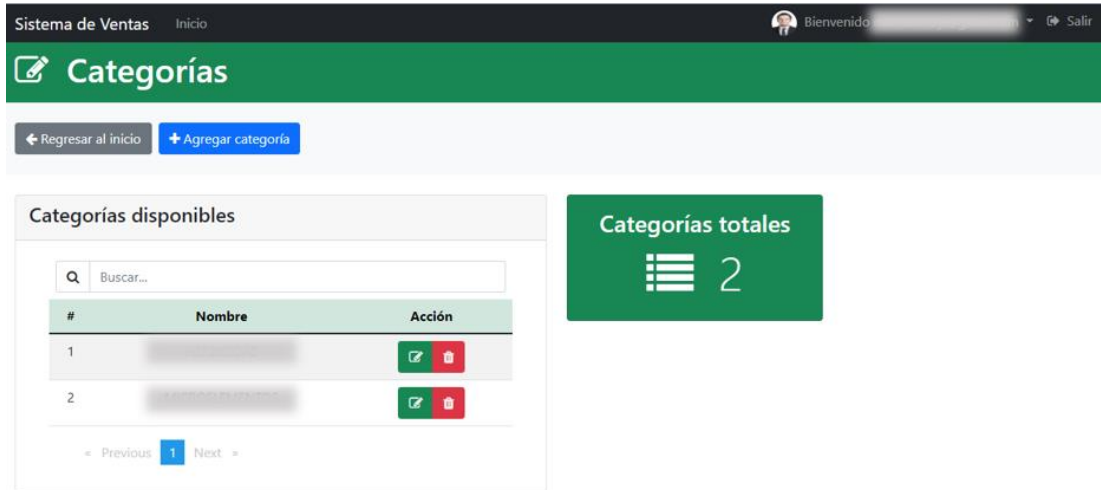 Sistema de Ventas Inicio Bienvenido Salir
Categorías
Regresar al inicio Agregar categoría
Categorías disponibles
Categorías totales
2
Buscar...
# Nombre Acción
1
2
« Previous 1 Next »